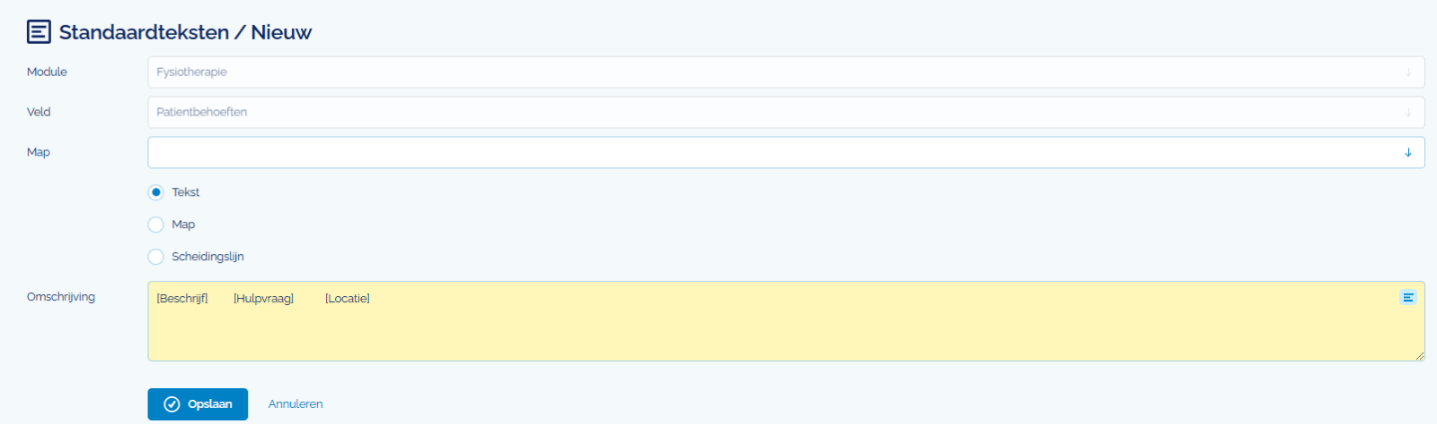 Standaardteksten / Nieuw
Module Fysiotherapie
Veld Patientbehoeften
Map
Tekst
Map
Scheidingslijn
Omschrijving [Beschrijf] [Hulpvraag] [Locatie]
Opslaan Annuleren